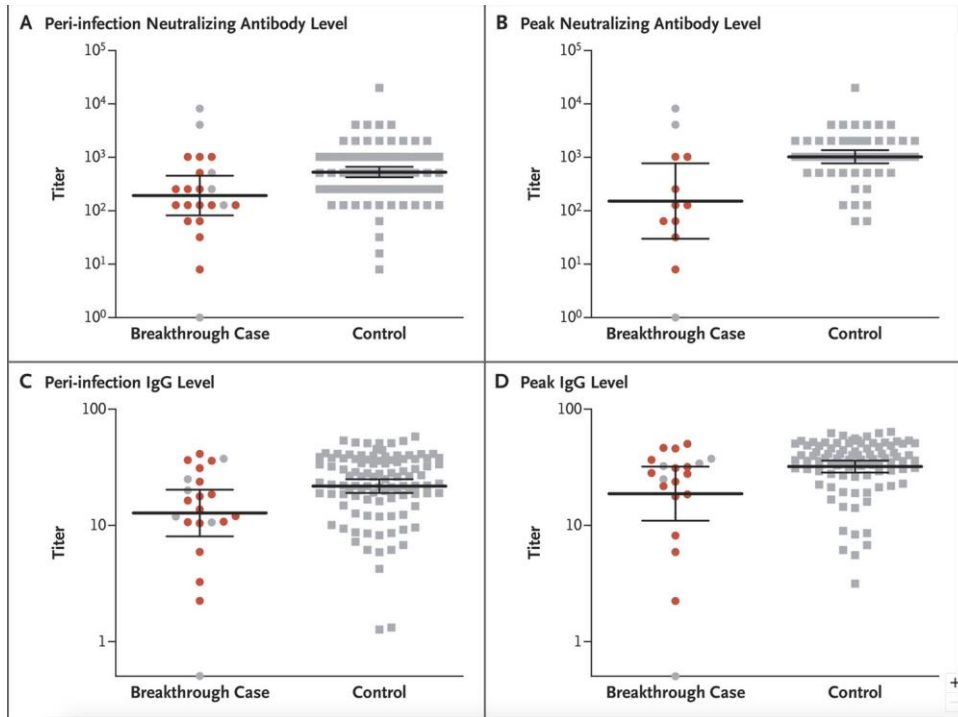 A Peri-infection Neutralizing Antibody Level
10⁵
10⁴
10³
10²
10¹
10⁰
Titer
Breakthrough Case
Control
B Peak Neutralizing Antibody Level
10⁵
10⁴
10³
10²
10¹
10⁰
Titer
Breakthrough Case
Control
C Peri-infection IgG Level
100
10
1
Titer
Breakthrough Case
Control
D Peak IgG Level
100
10
1
Titer
Breakthrough Case
Control
+